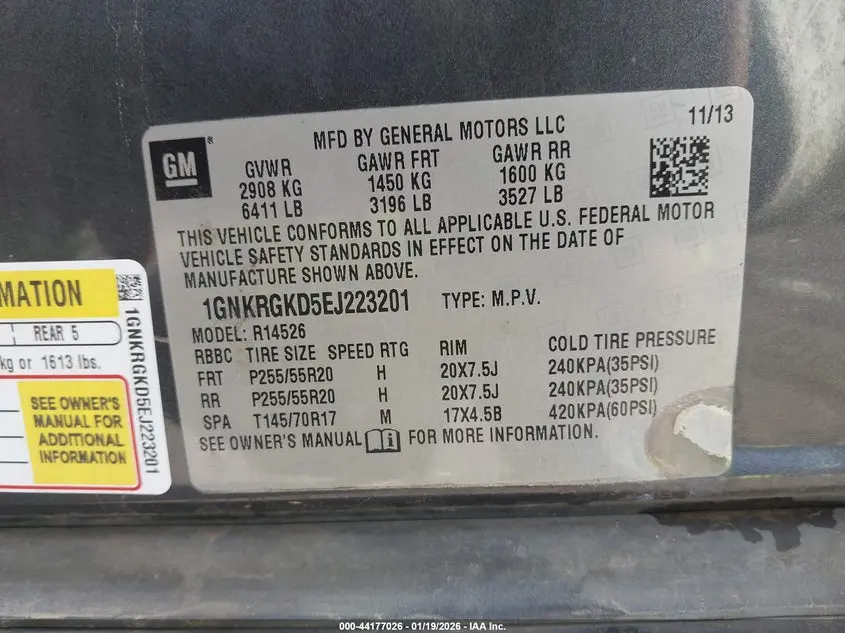 11/13
MFD BY GENERAL MOTORS LLC
GM®
GVWR GAWR FRT GAWR RR
2908 KG 1450 KG 1600 KG
6411 LB 3196 LB 3527 LB
THIS VEHICLE CONFORMS TO ALL APPLICABLE U.S. FEDERAL MOTOR
VEHICLE SAFETY STANDARDS IN EFFECT ON THE DATE OF
MANUFACTURE SHOWN ABOVE.
1GNKRGKD5EJ223201 TYPE: M.P.V.
MODEL: R14526
RBBC TIRE SIZE SPEED RTG RIM COLD TIRE PRESSURE
FRT P255/55R20 H 20X7.5J 240KPA(35PSI)
RR P255/55R20 H 20X7.5J 240KPA(35PSI)
SPA T145/70R17 M 17X4.5B 420KPA(60PSI)
SEE OWNER'S MANUAL i FOR MORE INFORMATION.
MATION
REAR 5
kg or 1613 lbs.
SEE OWNER'S
MANUAL FOR
ADDITIONAL
INFORMATION
1GNKRGKD5EJ223201
000-44177026 - 01/19/2026 - IAA Inc.